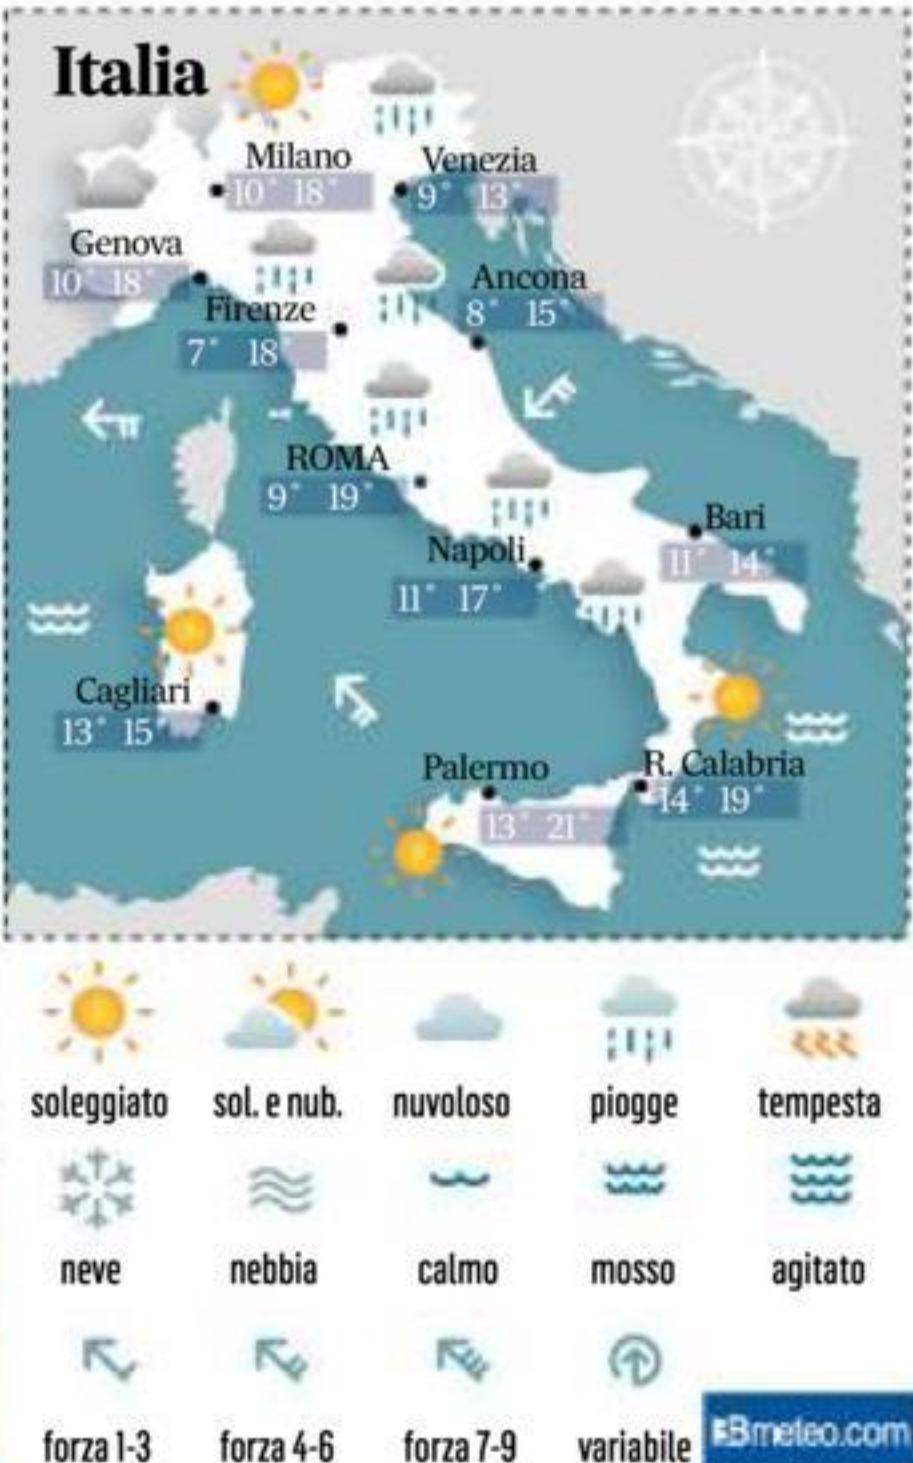 Italia
Milano
10° 18°
Venezia
9° 13°
Genova
10° 18°
Firenze
7° 18°
Ancona
8° 15°
ROMA
9° 19°
Napoli
11° 17°
Bari
11° 14°
Cagliari
13° 15°
Palermo
13° 21°
R. Calabria
14° 19°
soleggiato sol. e nub. nuvoloso piogge tempesta
neve nebbia calmo mosso agitato
forza 1-3 forza 4-6 forza 7-9 variabile
3Bmeteo.com